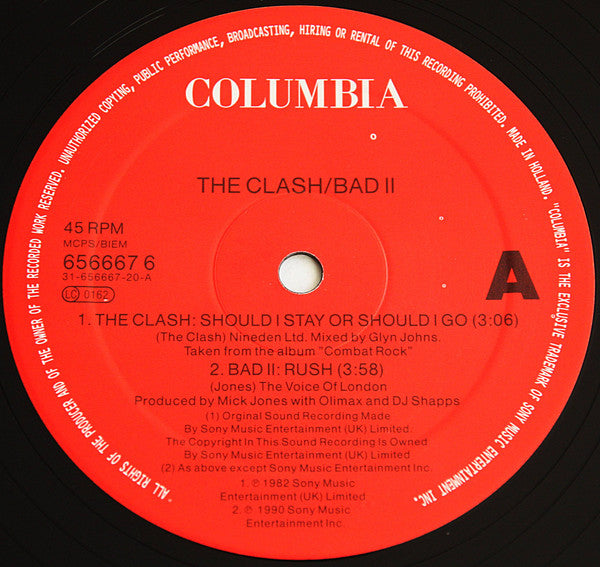 "ALL RIGHTS OF THE PRODUCER AND OF THE OWNER OF THE RECORDED WORK RESERVED. UNAUTHORIZED COPYING, PUBLIC PERFORMANCE, BROADCASTING, HIRING OR RENTAL OF THIS RECORDING PROHIBITED. MADE IN HOLLAND. "COLUMBIA" IS THE EXCLUSIVE TRADEMARK OF SONY MUSIC ENTERTAINMENT INC.
COLUMBIA
THE CLASH/BAD II
45 RPM
MCPS/BIEM
656667 6
31-656667-20-A
LC 0162
A
1. THE CLASH: SHOULD I STAY OR SHOULD I GO (3:06)
(The Clash) Nineden Ltd. Mixed by Glyn Johns.
Taken from the album "Combat Rock"
2. BAD II: RUSH (3:58)
(Jones) The Voice Of London
Produced by Mick Jones with Olimax and DJ Shapps
(1) Orginal Sound Recording Made
By Sony Music Entertainment (UK) Limited.
The Copyright In This Sound Recording Is Owned
By Sony Music Entertainment (UK) Limited.
(2) As above except Sony Music Entertainment Inc.
1. ℗ 1982 Sony Music
Entertainment (UK) Limited
2. ℗ 1990 Sony Music
Entertainment Inc.